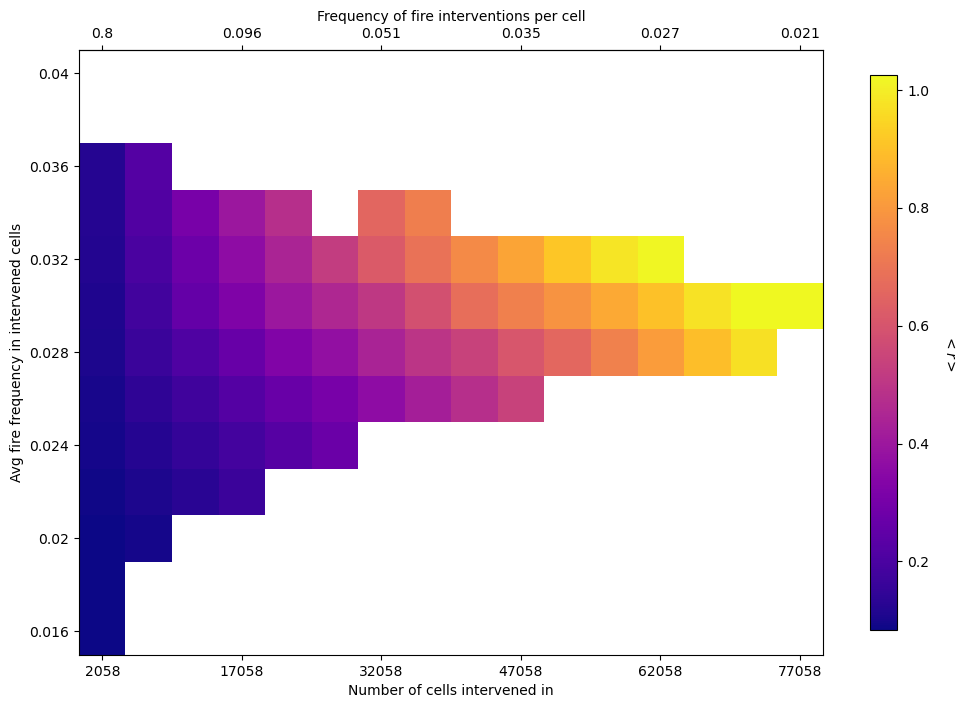 Frequency of fire interventions per cell
0.8 0.096 0.051 0.035 0.027 0.021
0.04
0.036
0.032
0.028
0.024
0.02
0.016
Avg fire frequency in intervened cells
2058 17058 32058 47058 62058 77058
Number of cells intervened in
1.0
0.8
0.6
0.4
0.2
< r >